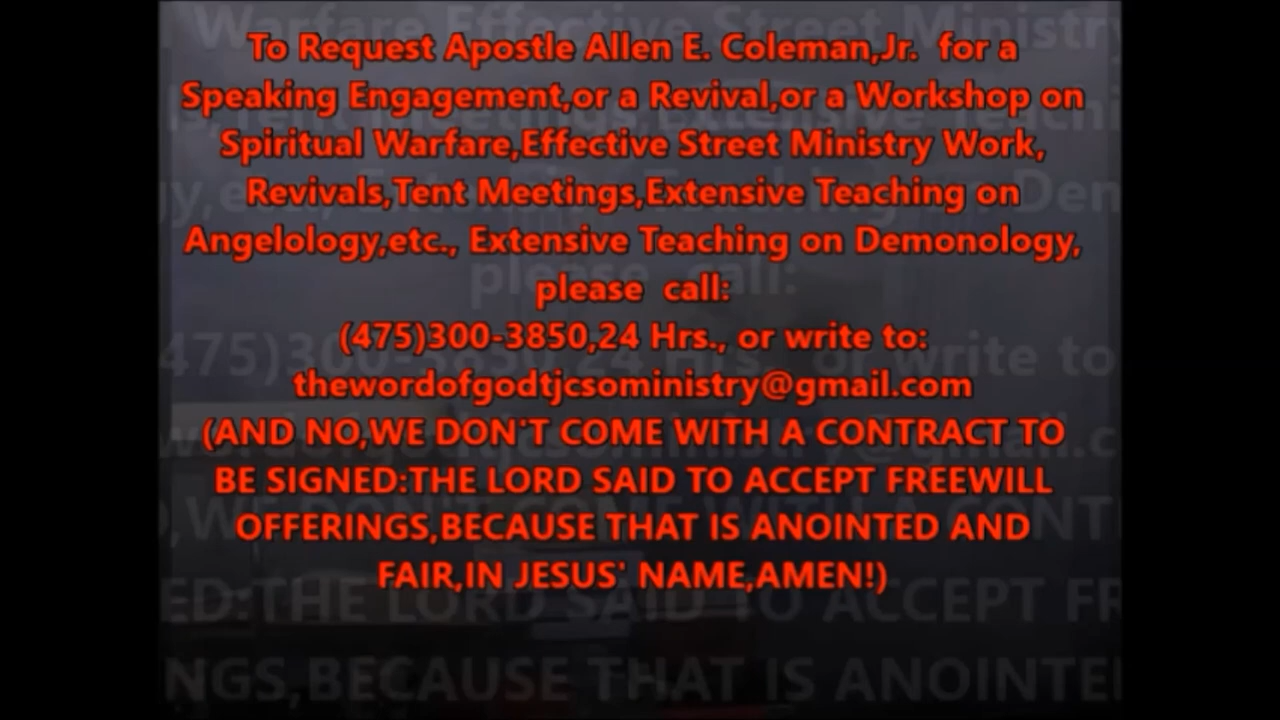 To Request Apostle Allen E. Coleman,Jr.  for a
Speaking Engagement,or a Revival,or a Workshop on
Spiritual Warfare,Effective Street Ministry Work,
Revivals,Tent Meetings,Extensive Teaching on
Angelology,etc., Extensive Teaching on Demonology,
please  call:
(475)300-3850,24 Hrs., or write to:
thewordofgodtjcsoministry@gmail.com
(AND NO,WE DON'T COME WITH A CONTRACT TO
BE SIGNED:THE LORD SAID TO ACCEPT FREEWILL
OFFERINGS,BECAUSE THAT IS ANOINTED AND
FAIR,IN JESUS' NAME,AMEN!)